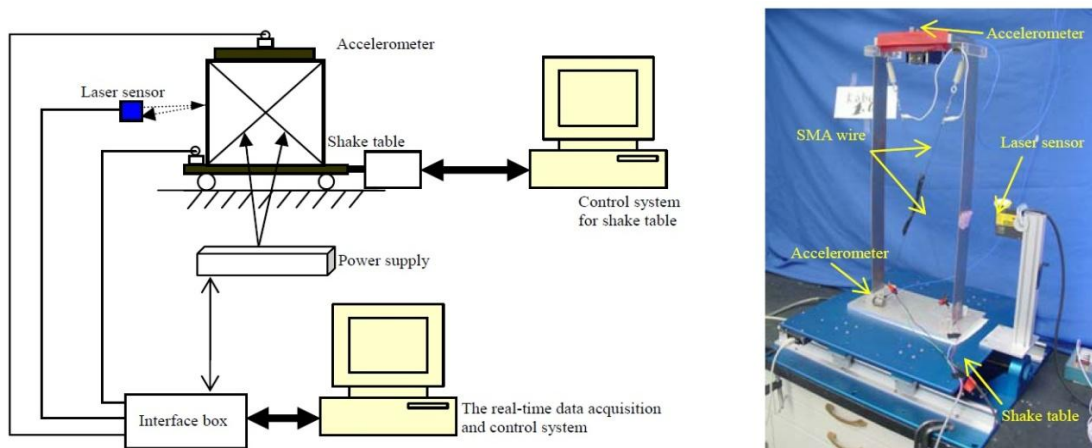 Accelerometer
Laser sensor
Shake table
Control system
for shake table
Power supply
Interface box
The real-time data acquisition
and control system
Accelerometer
SMA wire
Laser sensor
Accelerometer
Shake table